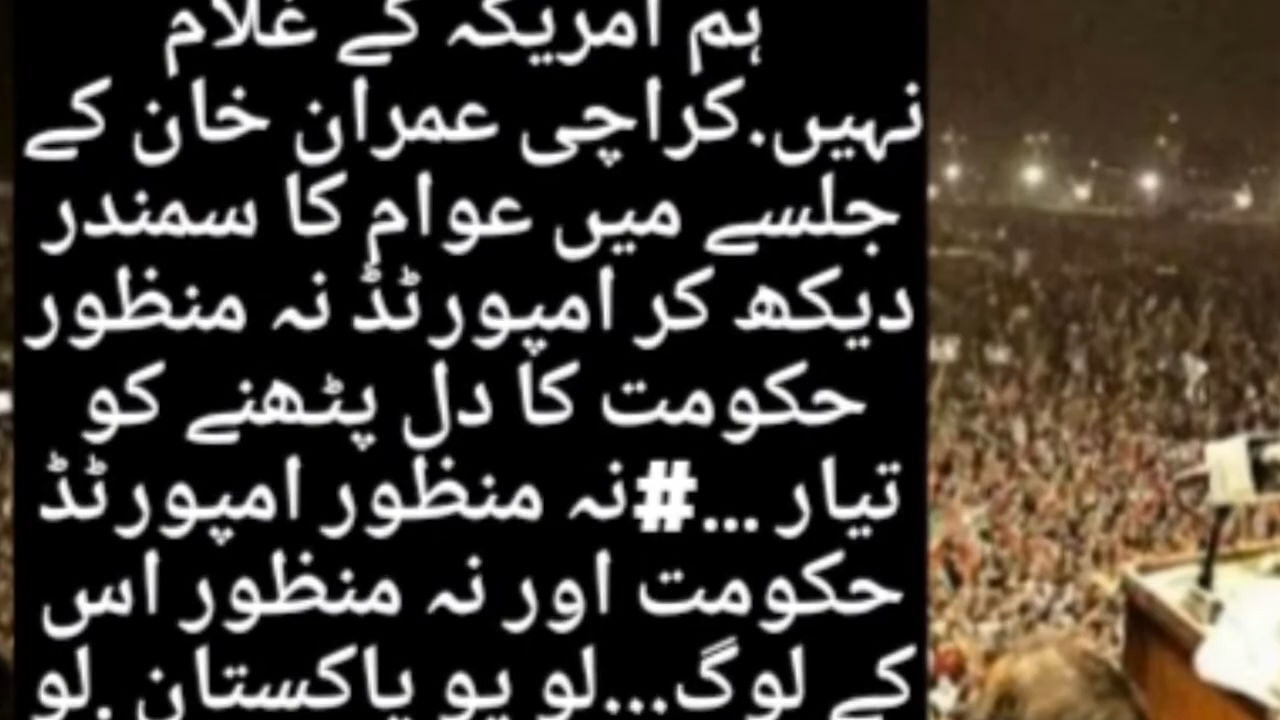 ہم امریکہ کے غلام
نہیں.کراچی عمران خان کے
جلسے میں عوام کا سمندر
دیکھ کر امپورٹڈ نہ منظور
حکومت کا دل پٹھنے کو
تیار...#نہ منظور امپورٹڈ
حکومت اور نہ منظور اس
کے لوگ...لو یو پاکستان.لو